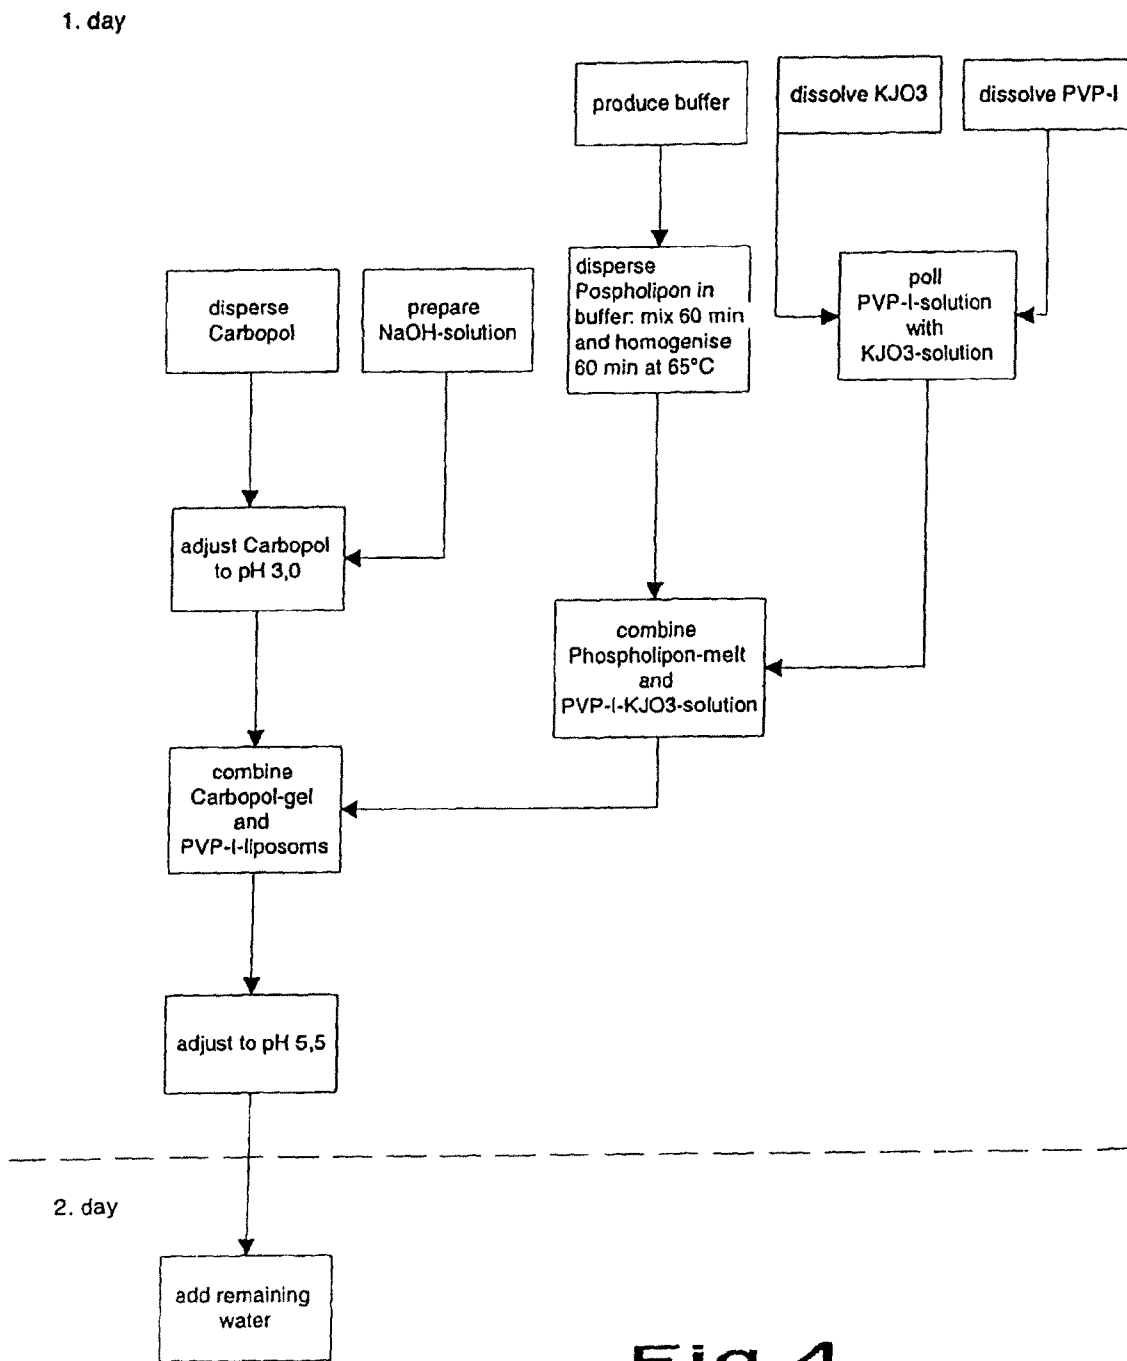 1. day
produce buffer
dissolve KJO3
dissolve PVP-I
disperse
Pospholipon in
buffer: mix 60 min
and homogenise
60 min at 65°C
poll
PVP-I-solution
with
KJO3-solution
disperse
Carbopol
prepare
NaOH-solution
adjust Carbopol
to pH 3,0
combine
Phospholipon-melt
and
PVP-I-KJO3-solution
combine
Carbopol-gel
and
PVP-I-liposoms
adjust to pH 5,5
2. day
add remaining
water
Fig 4